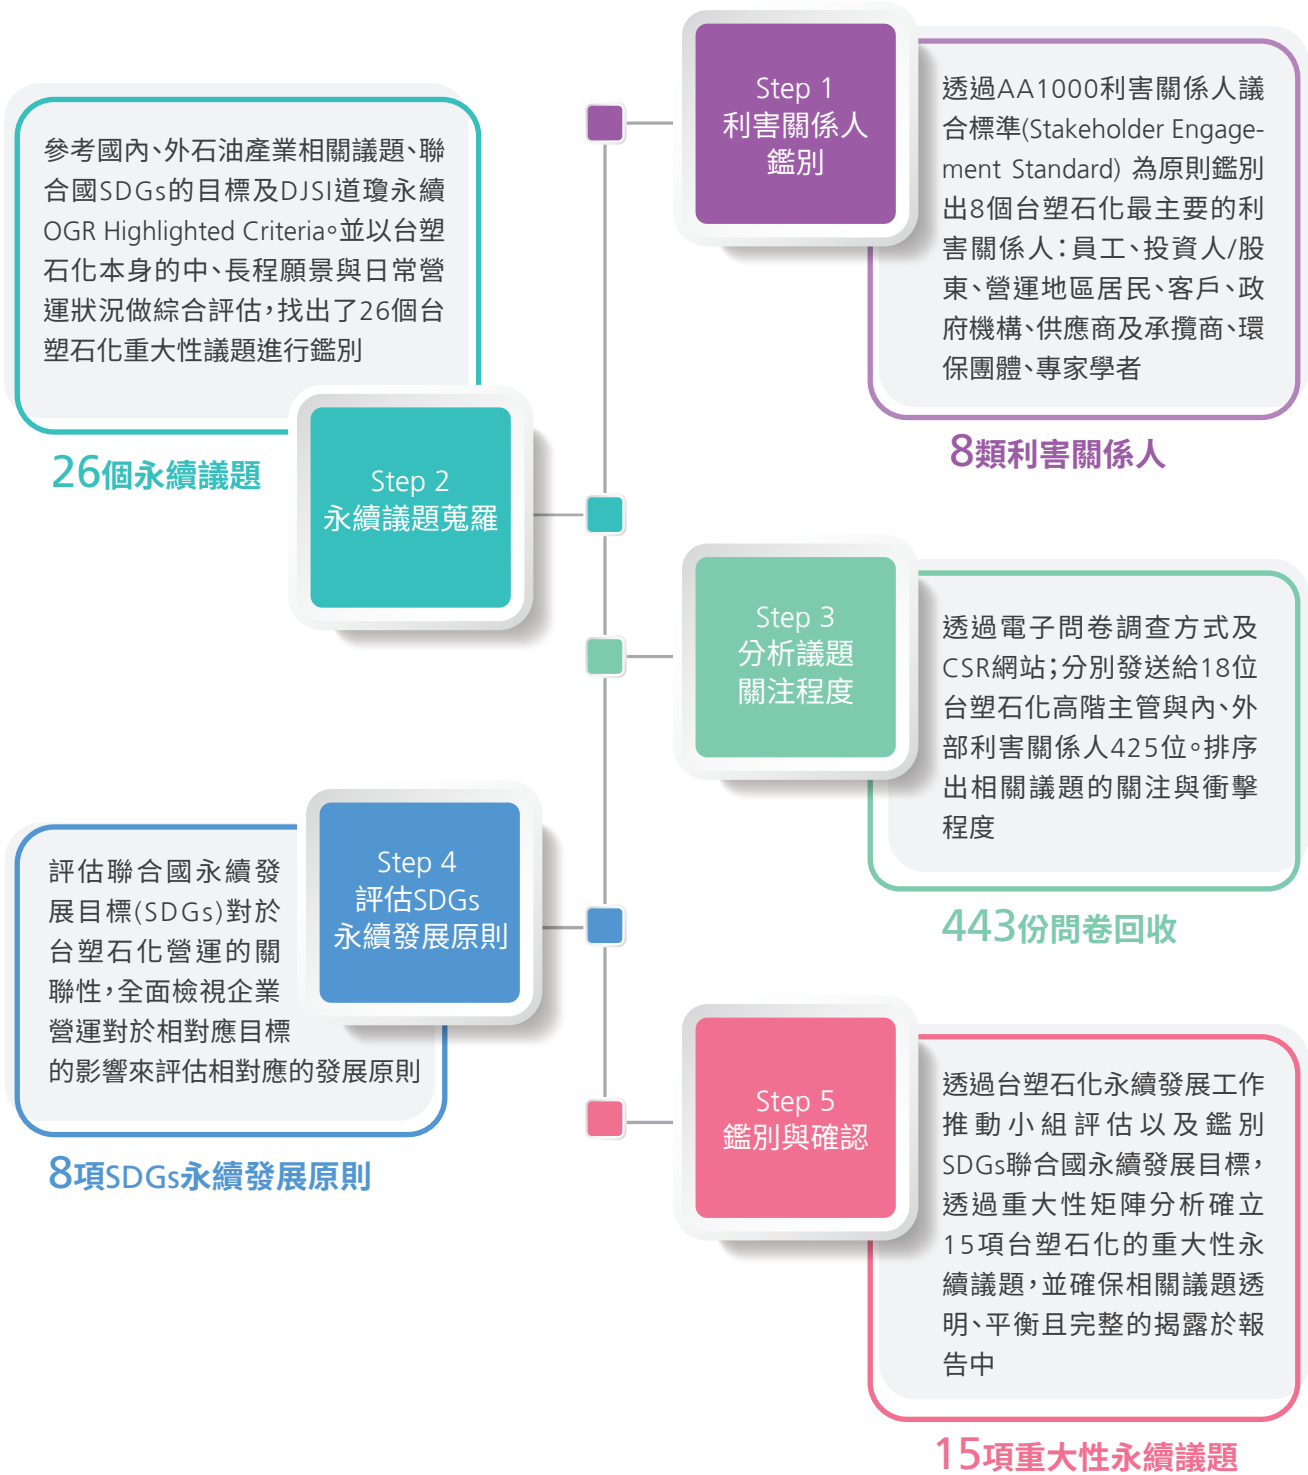 Step 1
利害關係人
鑑別
透過AA1000利害關係人議
合標準(Stakeholder Engage-
ment Standard) 為原則鑑別
出8個台塑石化最主要的利
害關係人：員工、投資人/股
東、營運地區居民、客戶、政
府機構、供應商及承攬商、環
保團體、專家學者
8類利害關係人
參考國內、外石油產業相關議題、聯
合國SDGs的目標及DJSI道瓊永續
OGR Highlighted Criteria。並以台塑
石化本身的中、長程願景與日常營
運狀況做綜合評估，找出了26個台
塑石化重大性議題進行鑑別
26個永續議題
Step 2
永續議題蒐羅
Step 3
分析議題
關注程度
透過電子問卷調查方式及
CSR網站；分別發送給18位
台塑石化高階主管與內、外
部利害關係人425位。排序
出相關議題的關注與衝擊
程度
443份問卷回收
Step 4
評估SDGs
永續發展原則
評估聯合國永續發
展目標(SDGs)對於
台塑石化營運的關
聯性，全面檢視企業
營運對於相對應目標
的影響來評估相對應的發展原則
8項SDGs永續發展原則
Step 5
鑑別與確認
透過台塑石化永續發展工作
推動小組評估以及鑑別
SDGs聯合國永續發展目標，
透過重大性矩陣分析確立
15項台塑石化的重大性永
續議題，並確保相關議題透
明、平衡且完整的揭露於報
告中
15項重大性永續議題